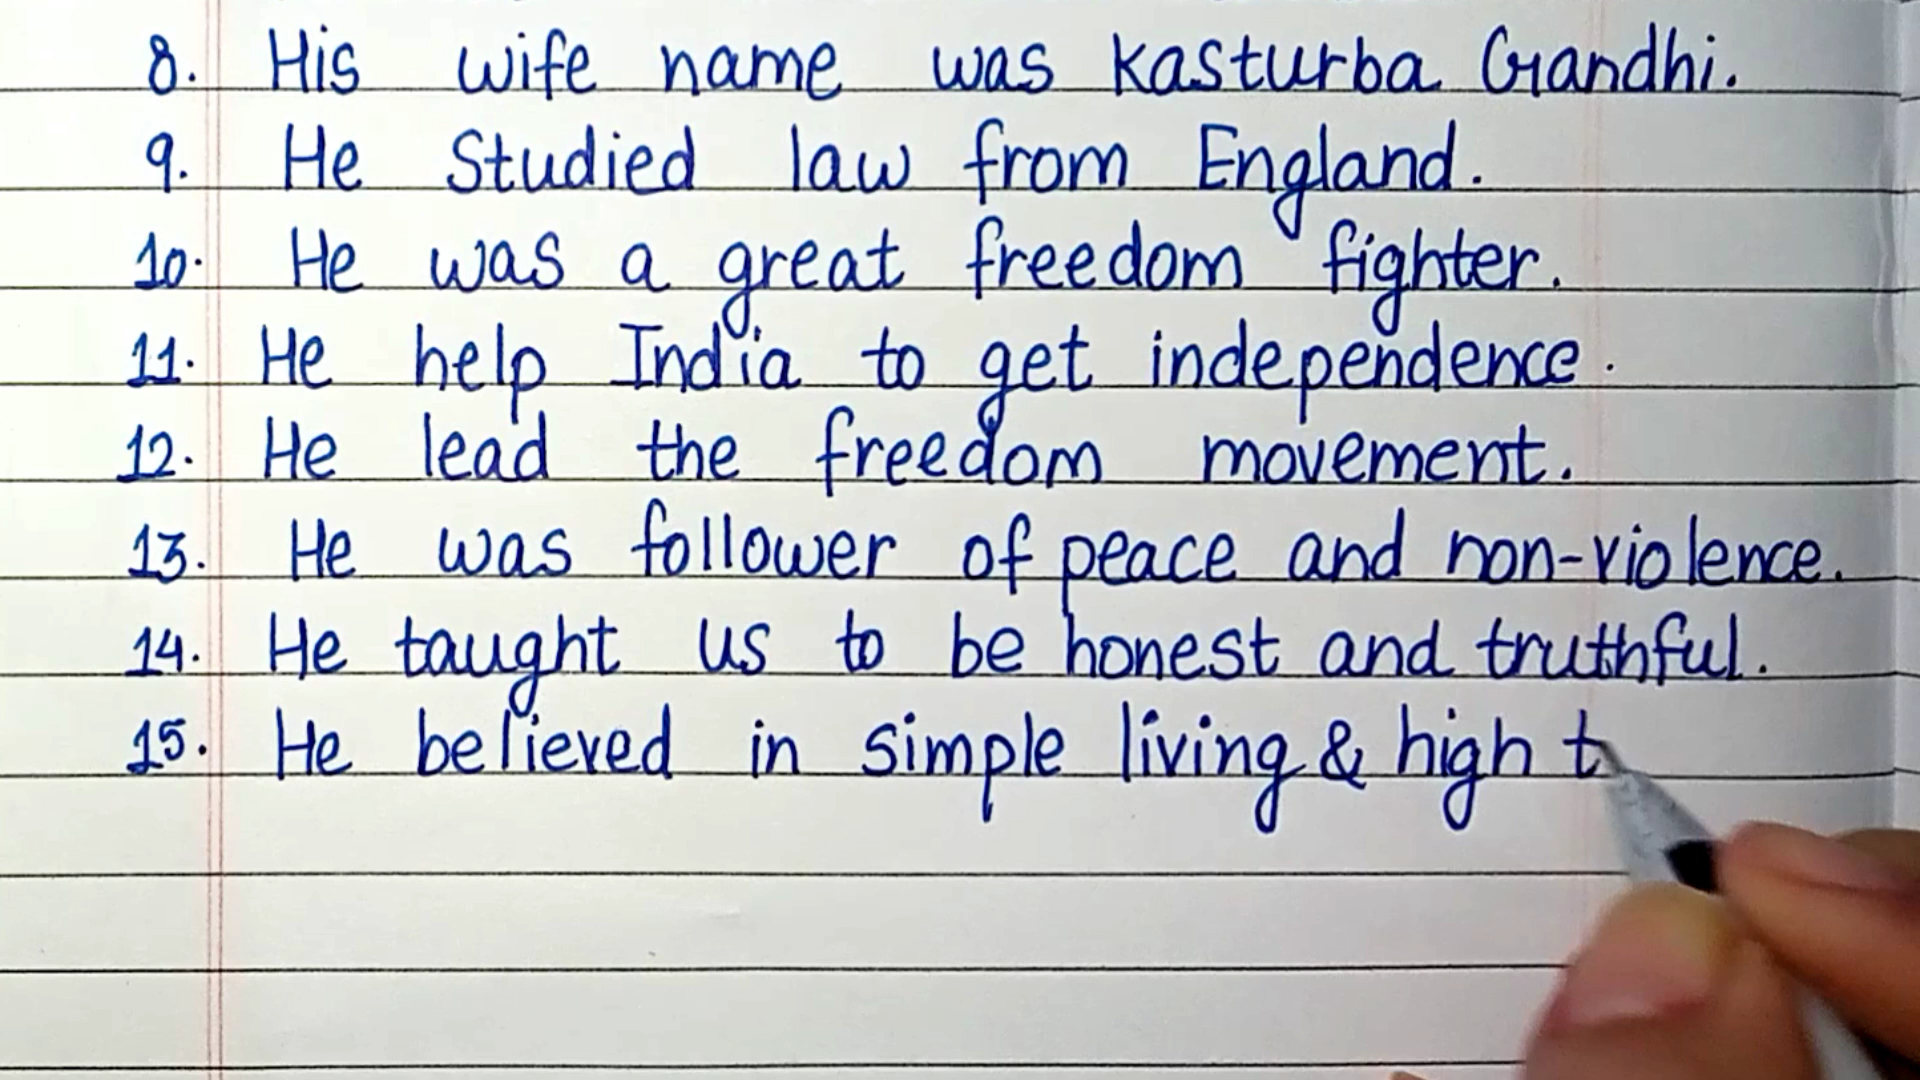 8. His wife name was Kasturba Gandhi.
9. He Studied law from England.
10. He was a great freedom fighter.
11. He help India to get independence.
12. He lead the freedom movement.
13. He was follower of peace and non-violence.
14. He taught us to be honest and truthful.
15. He believed in simple living & high t